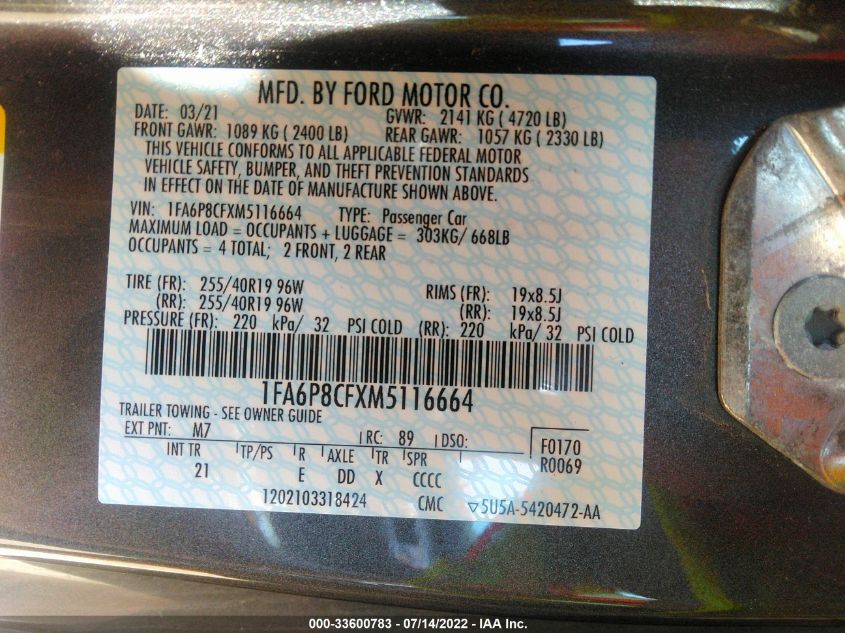 MFD. BY FORD MOTOR CO.
DATE: 03/21 GVWR: 2141 KG ( 4720 LB)
FRONT GAWR: 1089 KG ( 2400 LB) REAR GAWR: 1057 KG ( 2330 LB)
THIS VEHICLE CONFORMS TO ALL APPLICABLE FEDERAL MOTOR
VEHICLE SAFETY, BUMPER, AND THEFT PREVENTION STANDARDS
IN EFFECT ON THE DATE OF MANUFACTURE SHOWN ABOVE.
VIN: 1FA6P8CFXM5116664 TYPE: Passenger Car
MAXIMUM LOAD = OCCUPANTS + LUGGAGE = 303KG/ 668LB
OCCUPANTS = 4 TOTAL; 2 FRONT, 2 REAR
TIRE (FR): 255/40R19 96W RIMS (FR): 19x8.5J
(RR): 255/40R19 96W (RR): 19x8.5J
PRESSURE (FR): 220 kPa/ 32 PSI COLD (RR): 220 kPa/ 32 PSI COLD
1FA6P8CFXM5116664
TRAILER TOWING - SEE OWNER GUIDE
EXT PNT: M7 RC: 89 DSO: F0170
INT TR TP/PS R AXLE TR SPR R0069
21 E DD X CCCC
1202103318424 CMC ▽5U5A-5420472-AA
000-33600783 - 07/14/2022 - IAA Inc.